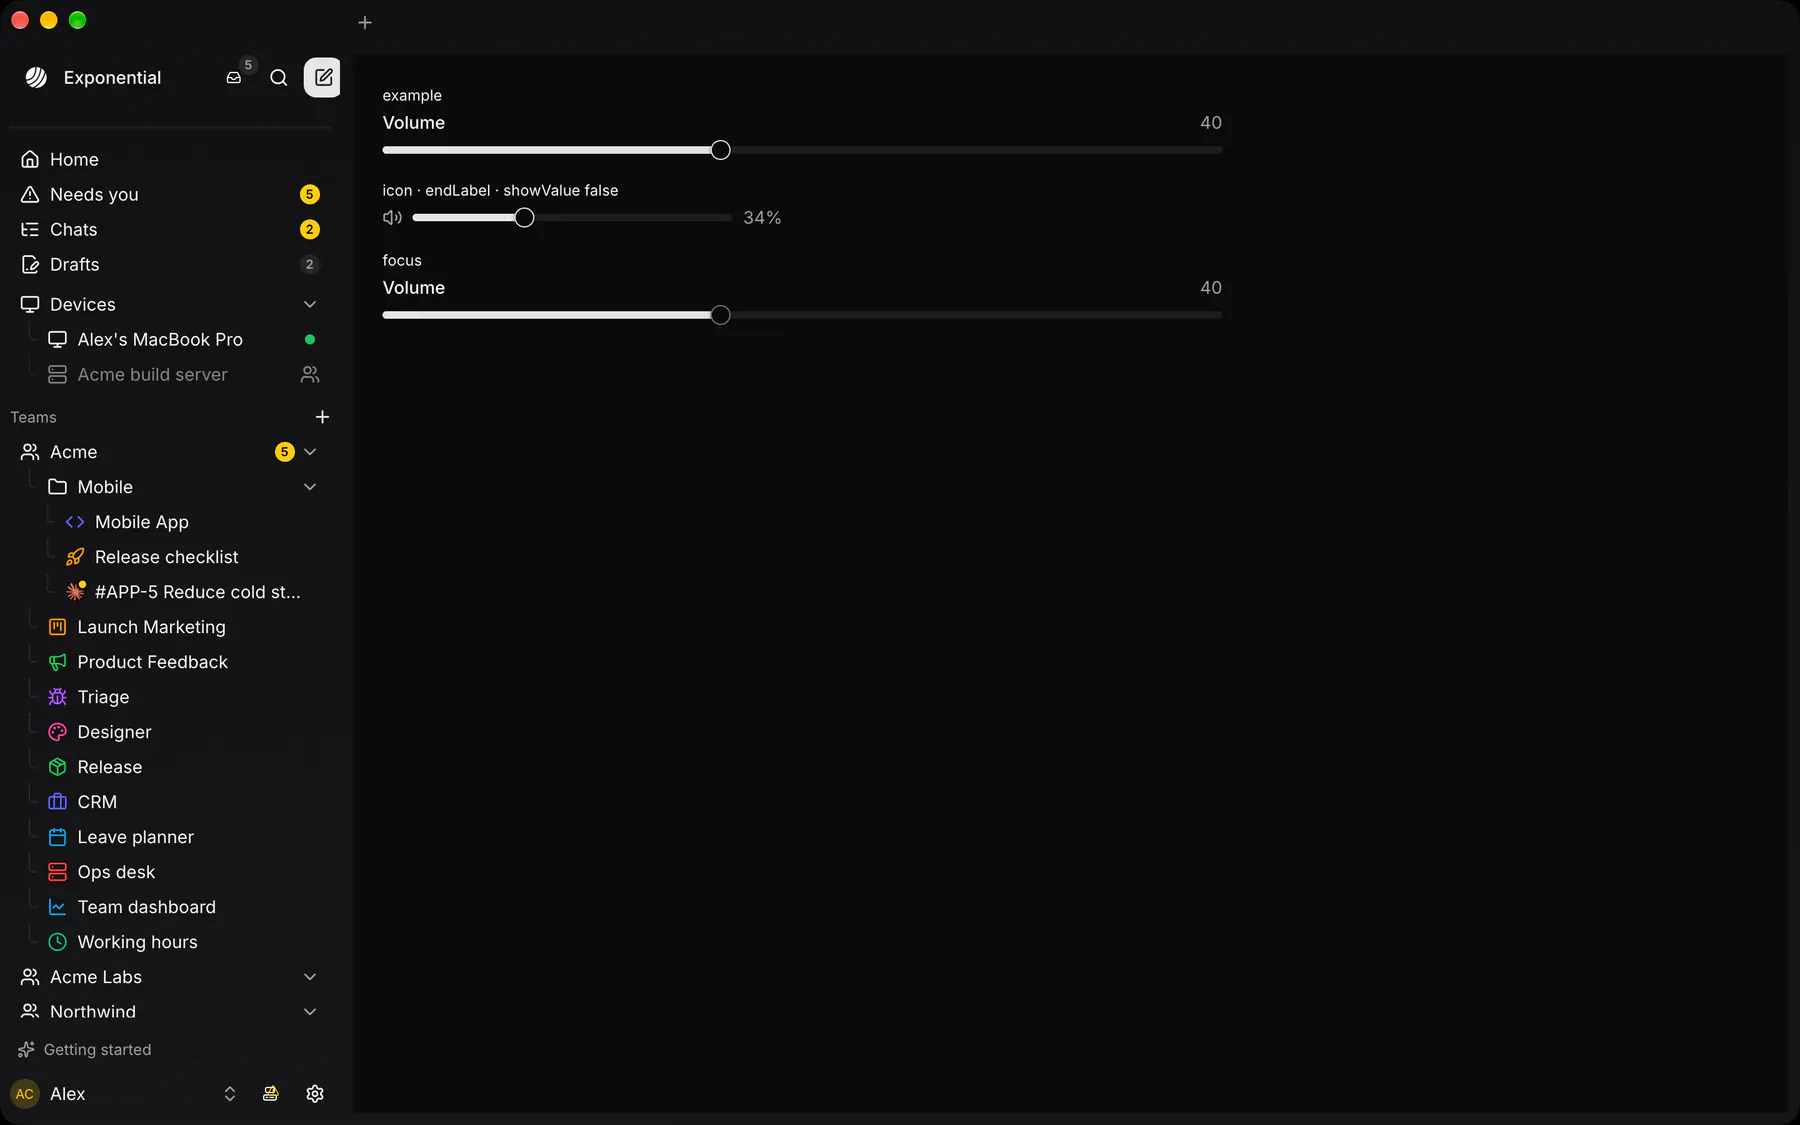 Exponential
5
Home
Needs you
5
Chats
2
Drafts
2
Devices
Alex's MacBook Pro
Acme build server
Teams
Acme
5
Mobile
Mobile App
Release checklist
#APP-5 Reduce cold st...
Launch Marketing
Product Feedback
Triage
Designer
Release
CRM
Leave planner
Ops desk
Team dashboard
Working hours
Acme Labs
Northwind
Getting started
AC
Alex
example
Volume
40
icon · endLabel · showValue false
34%
focus
Volume
40